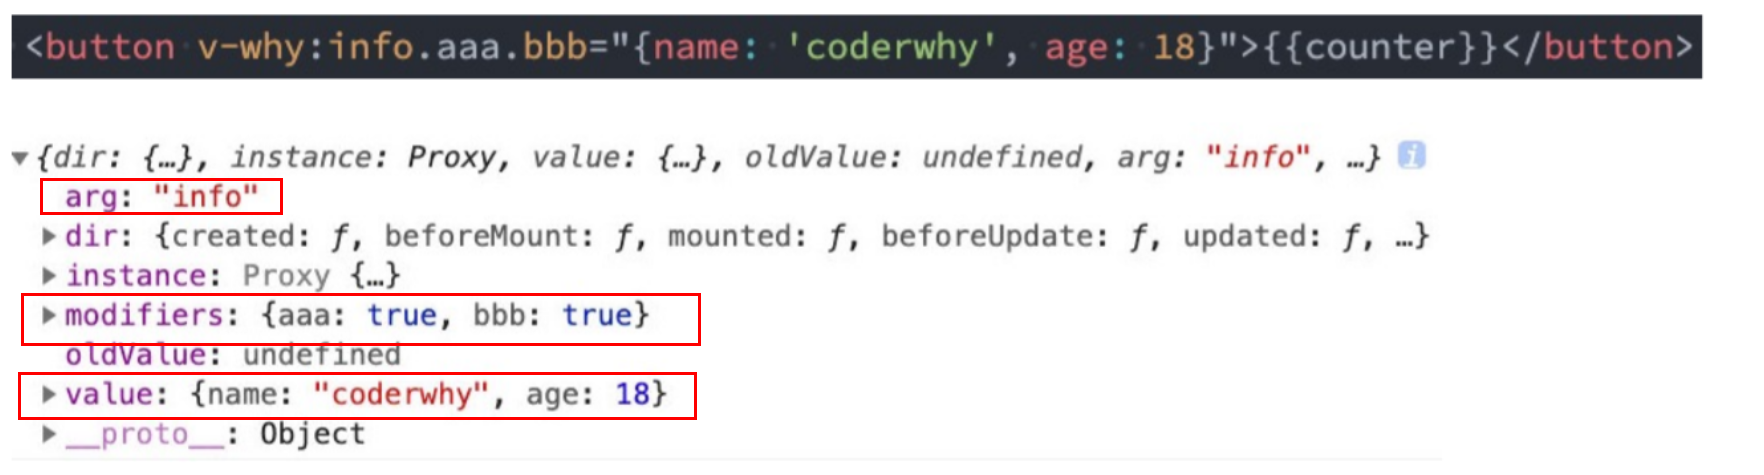 <button v-why:info.aaa.bbb="{name: 'coderwhy', age: 18}">{{counter}}</button>
▼{dir: {…}, instance: Proxy, value: {…}, oldValue: undefined, arg: "info", …} i
arg: "info"
▶dir: {created: ƒ, beforeMount: ƒ, mounted: ƒ, beforeUpdate: ƒ, updated: ƒ, …}
▶instance: Proxy {…}
▶modifiers: {aaa: true, bbb: true}
oldValue: undefined
▶value: {name: "coderwhy", age: 18}
▶__proto__: Object